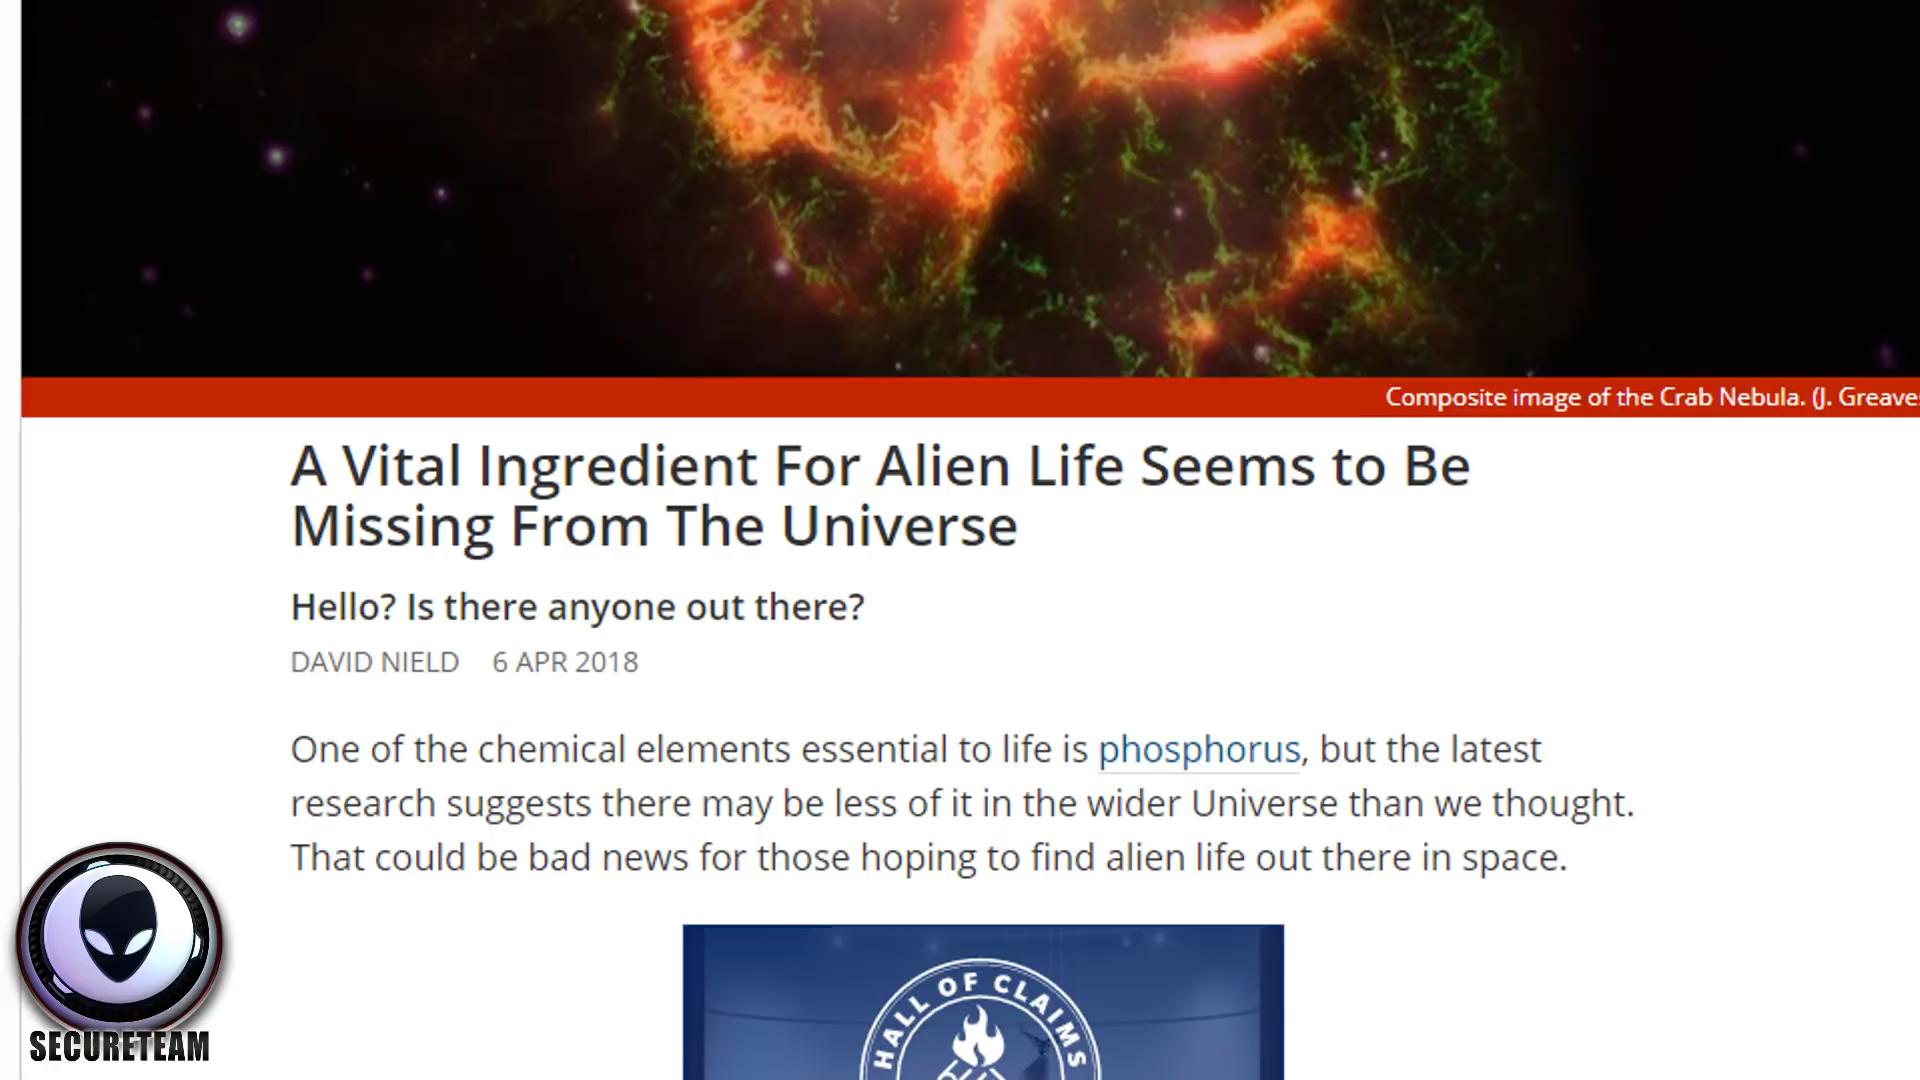 Composite image of the Crab Nebula. (J. Greave
A Vital Ingredient For Alien Life Seems to Be
Missing From The Universe
Hello? Is there anyone out there?
DAVID NIELD 6 APR 2018
One of the chemical elements essential to life is phosphorus, but the latest
research suggests there may be less of it in the wider Universe than we thought.
That could be bad news for those hoping to find alien life out there in space.
HALL OF CLAIMS
SECURETEAM